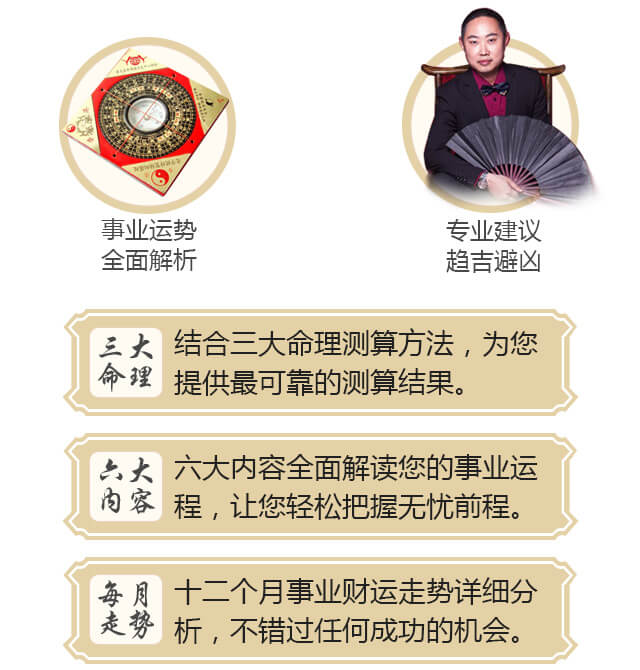 事业运势
全面解析
专业建议
趋吉避凶
三大
命理
结合三大命理测算方法，为您
提供最可靠的测算结果。
六大
内容
六大内容全面解读您的事业运
程，让您轻松把握无忧前程。
每月
走势
十二个月事业财运走势详细分
析，不错过任何成功的机会。